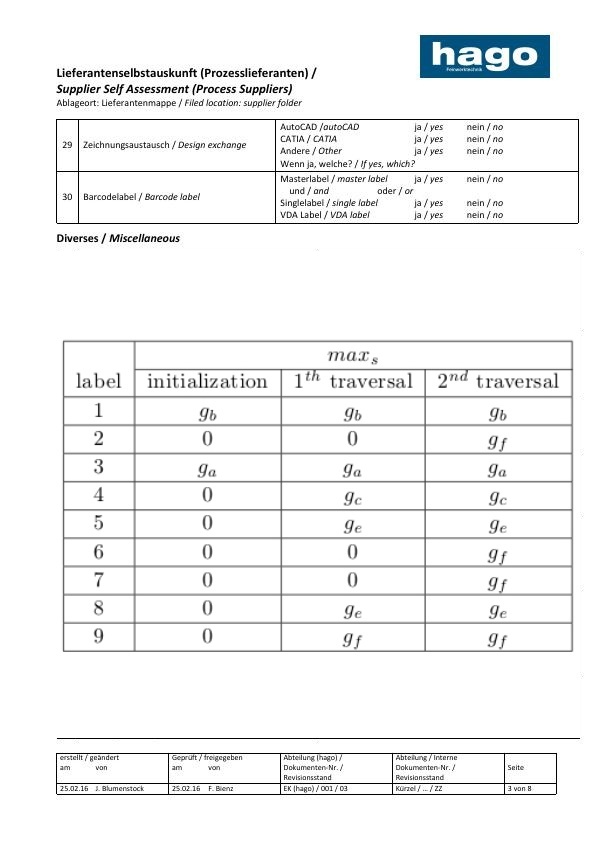 hago
Feinwerktechnik
Lieferantenselbstauskunft (Prozesslieferanten) /
Supplier Self Assessment (Process Suppliers)
Ablageort: Lieferantenmappe / Filed location: supplier folder
29 Zeichnungsaustausch / Design exchange
AutoCAD /autoCAD ja / yes nein / no
CATIA / CATIA ja / yes nein / no
Andere / Other ja / yes nein / no
Wenn ja, welche? / If yes, which?
30 Barcodelabel / Barcode label
Masterlabel / master label ja / yes nein / no
und / and oder / or
Singlelabel / single label ja / yes nein / no
VDA Label / VDA label ja / yes nein / no
Diverses / Miscellaneous
max_s
label initialization 1^th traversal 2^nd traversal
1 g_b g_b g_b
2 0 0 g_f
3 g_a g_a g_a
4 0 g_c g_c
5 0 g_e g_e
6 0 0 g_f
7 0 0 g_f
8 0 g_e g_e
9 0 g_f g_f
erstellt / geändert Geprüft / freigegeben Abteilung (hago) / Abteilung / Interne
am von am von Dokumenten-Nr. / Dokumenten-Nr. / Seite
Revisionsstand Revisionsstand
25.02.16 J. Blumenstock 25.02.16 F. Bienz EK (hago) / 001 / 03 Kürzel / ... / ZZ 3 von 8